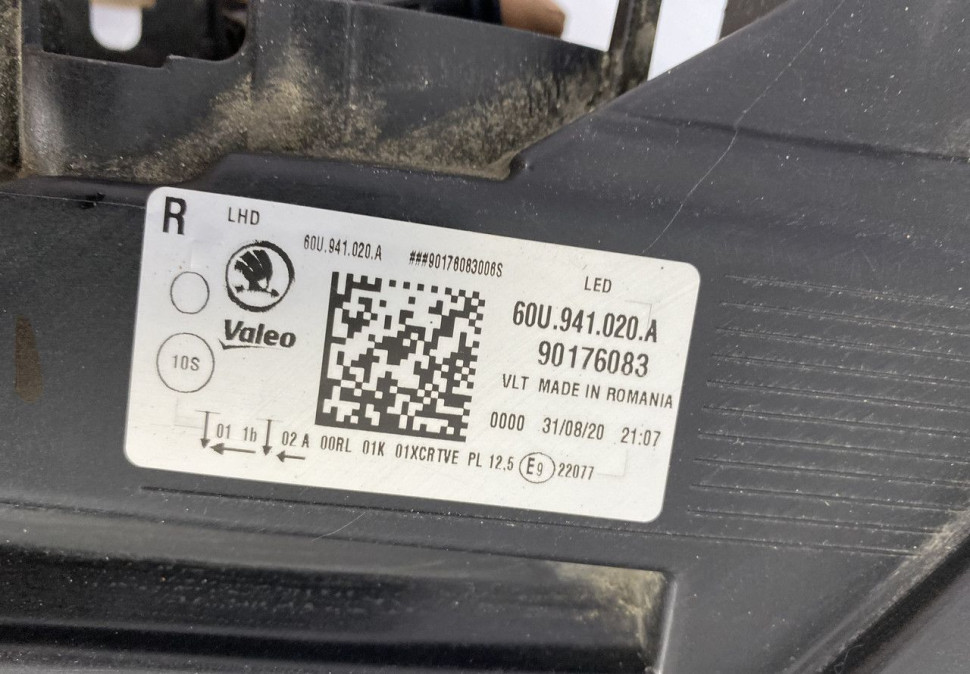 R LHD
60U.941.020.A ###90176083006S
LED
Valeo
60U.941.020.A
90176083
10S
VLT MADE IN ROMANIA
0000 31/08/20 21:07
01 1b 02 A 00RL 01K 01XCRTVE PL 12,5 E9 22077